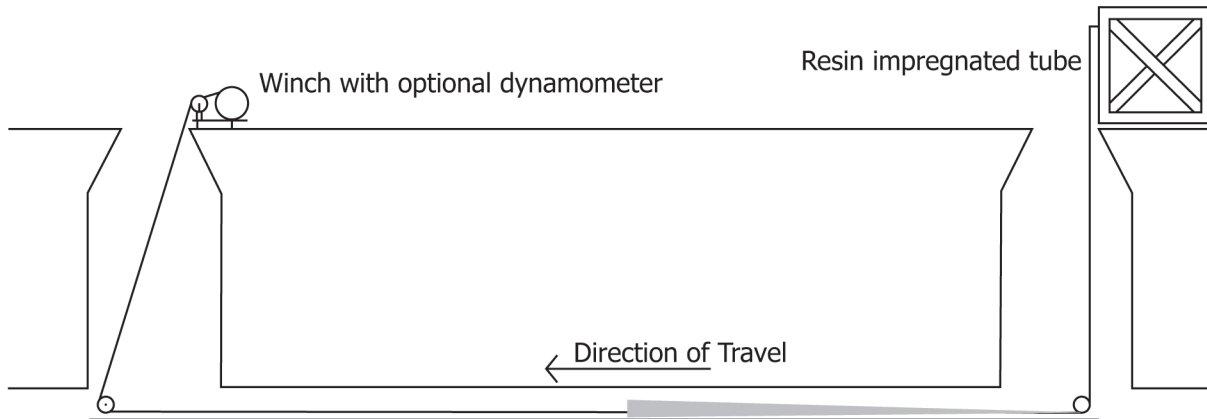 Resin impregnated tube
Winch with optional dynamometer
Direction of Travel